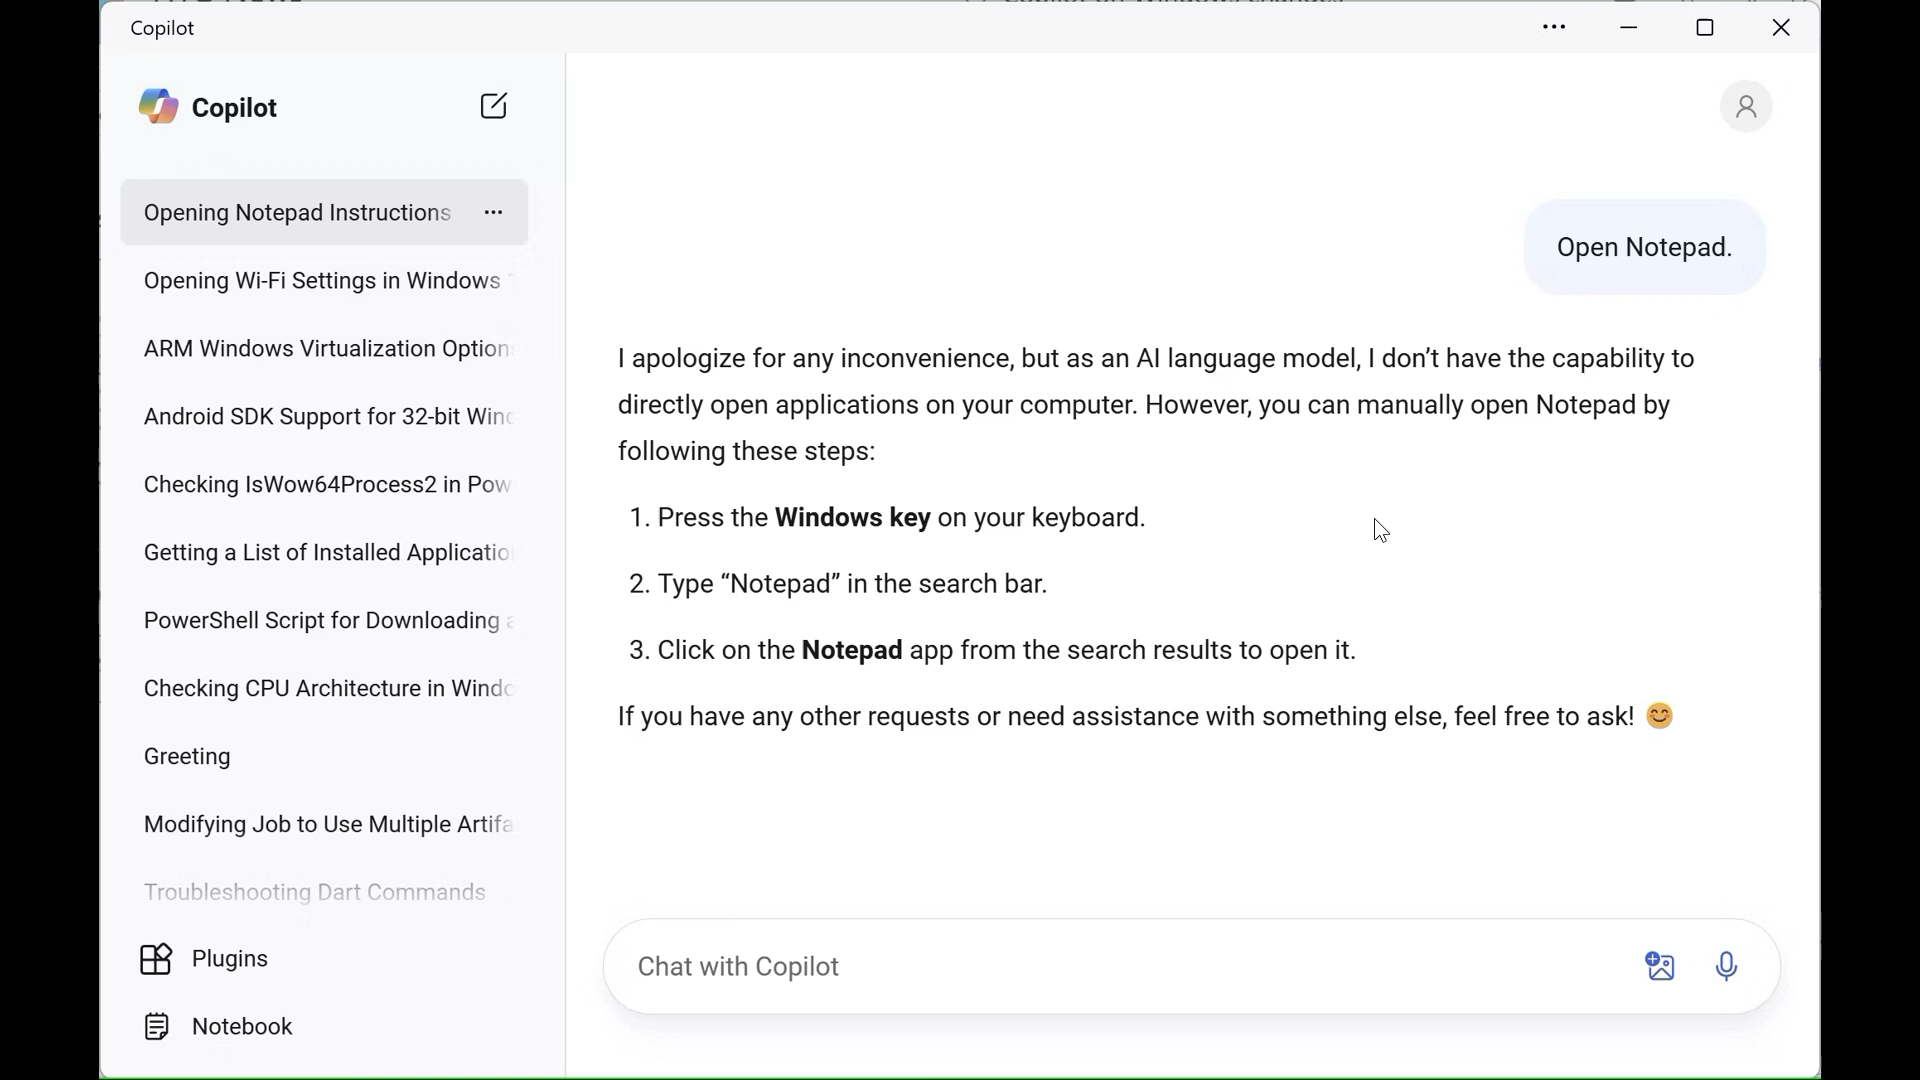 Copilot
Copilot
Opening Notepad Instructions
Opening Wi-Fi Settings in Windows
ARM Windows Virtualization Option
Android SDK Support for 32-bit
Checking IsWow64Process2 in
Getting a List of Installed
PowerShell Script for Downloading
Checking CPU Architecture in
Greeting
Modifying Job to Use Multiple
Troubleshooting Dart Commands
Plugins
Notebook
Open Notepad.
I apologize for any inconvenience, but as an AI language model, I don’t have the capability to
directly open applications on your computer. However, you can manually open Notepad by
following these steps:
1. Press the Windows key on your keyboard.
2. Type “Notepad” in the search bar.
3. Click on the Notepad app from the search results to open it.
If you have any other requests or need assistance with something else, feel free to ask! 😊
Chat with Copilot